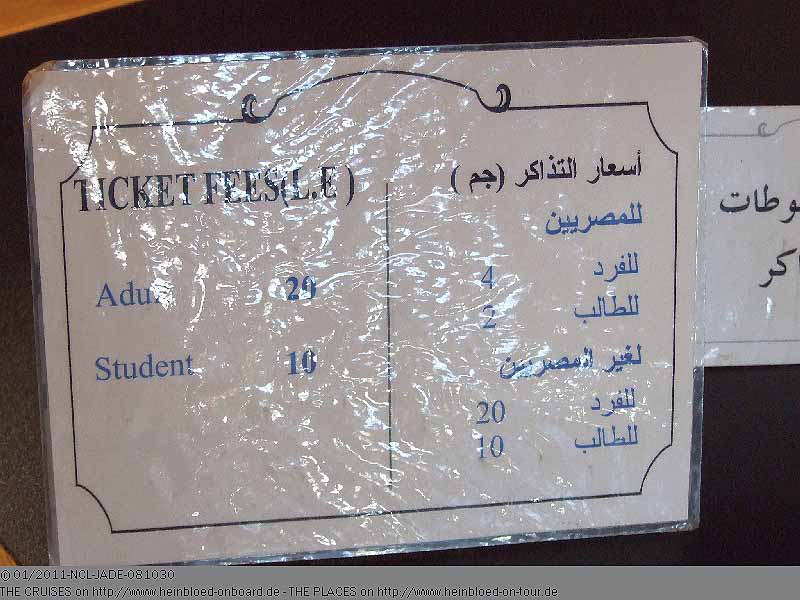 TICKET FEES(L.E )
Adult 20
Student 10
أسعار التذاكر (جم )
للمصريين
للفرد 4
للطالب 2
لغير المصريين
للفرد 20
للطالب 10
© 01/2011-NCL-JADE-081030
THE CRUISES on http://www.heinbloed-onboard.de - THE PLACES on http://www.heinbloed-on-tour.de